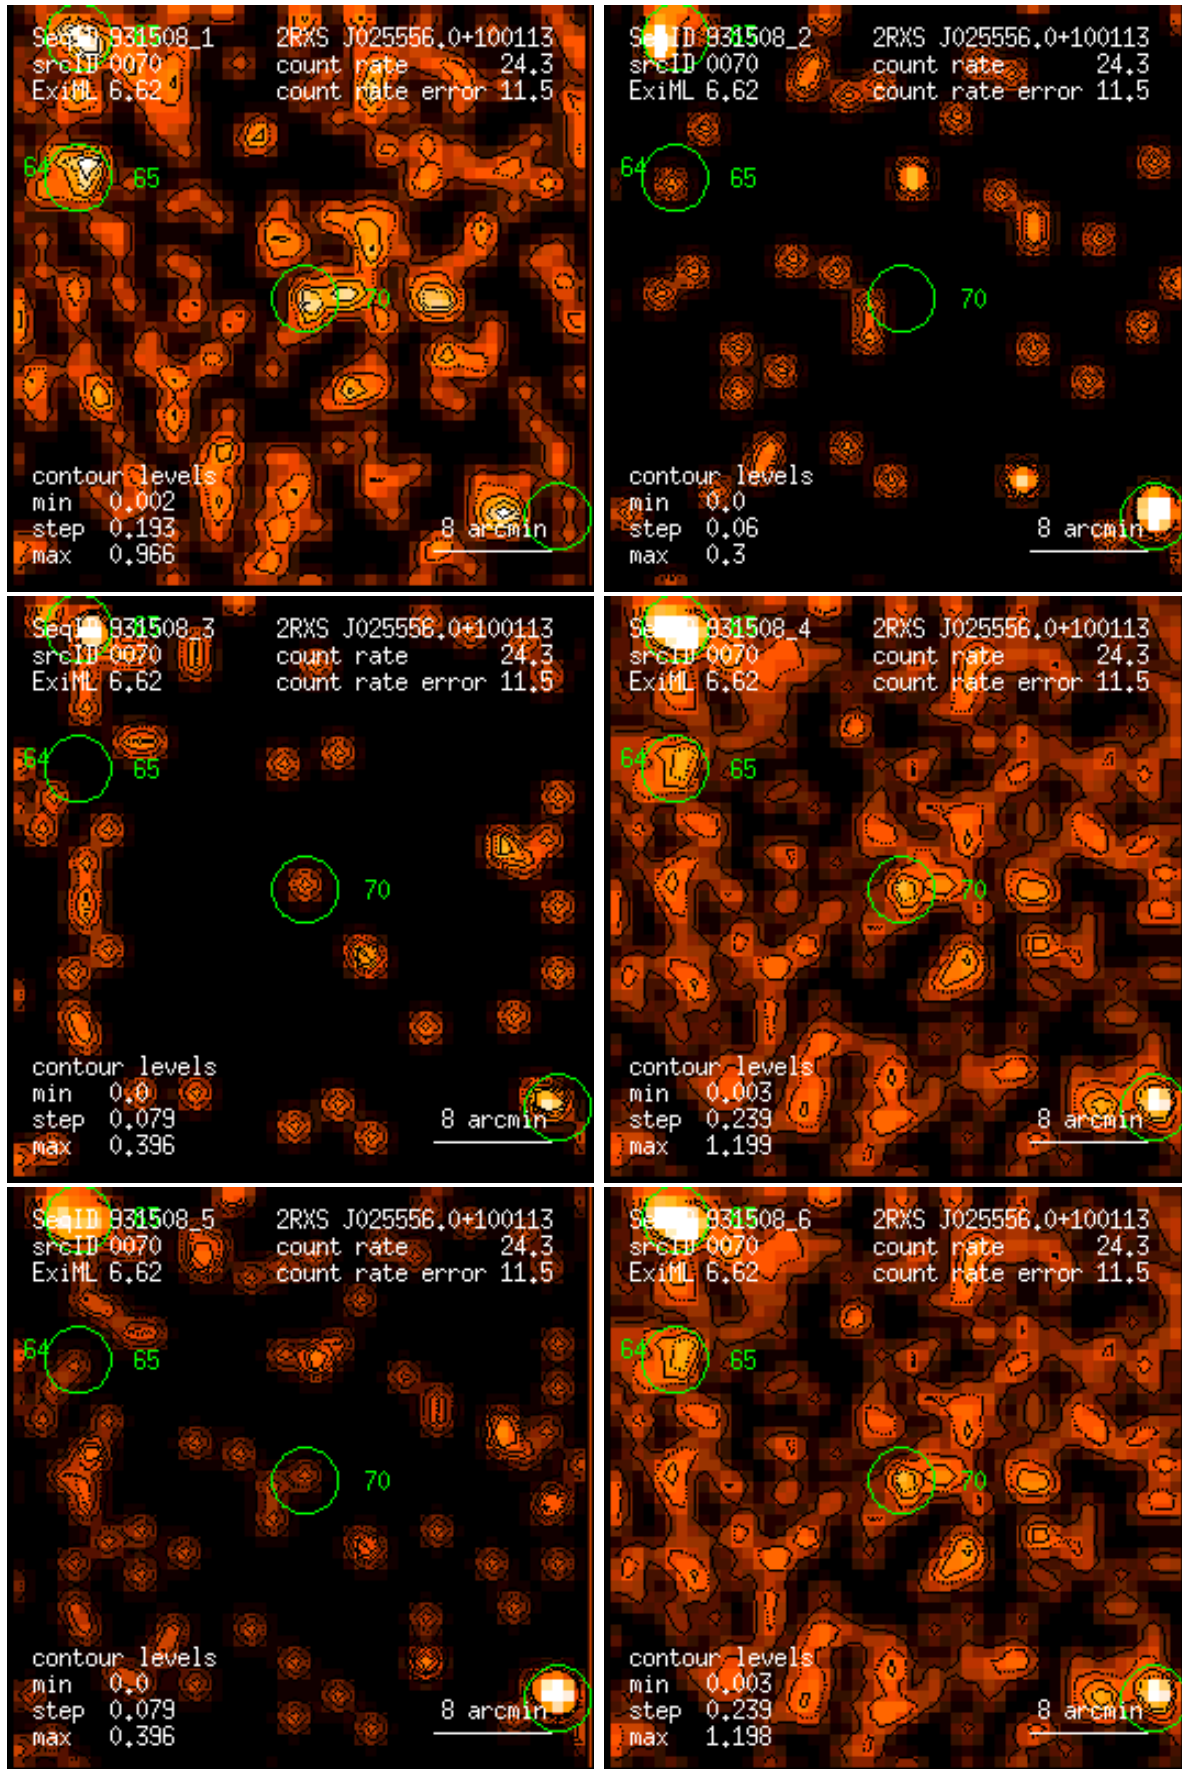 SeqID 931508_1 2RXS J025556.0+100113
srcID 0070 count rate 24.3
ExiML 6.62 count rate error 11.5
64 65
70
contour levels
min 0.002
step 0.193 8 arcmin
max 0.966
SeqID 931508_2 2RXS J025556.0+100113
srcID 0070 count rate 24.3
ExiML 6.62 count rate error 11.5
64 65
70
contour levels
min 0.0
step 0.06 8 arcmin
max 0.3
SeqID 931508_3 2RXS J025556.0+100113
srcID 0070 count rate 24.3
ExiML 6.62 count rate error 11.5
64 65
70
contour levels
min 0.0
step 0.079 8 arcmin
max 0.396
SeqID 931508_4 2RXS J025556.0+100113
srcID 0070 count rate 24.3
ExiML 6.62 count rate error 11.5
64 65
70
contour levels
min 0.003
step 0.239 8 arcmin
max 1.199
SeqID 931508_5 2RXS J025556.0+100113
srcID 0070 count rate 24.3
ExiML 6.62 count rate error 11.5
64 65
70
contour levels
min 0.0
step 0.079 8 arcmin
max 0.396
SeqID 931508_6 2RXS J025556.0+100113
srcID 0070 count rate 24.3
ExiML 6.62 count rate error 11.5
64 65
70
contour levels
min 0.003
step 0.239 8 arcmin
max 1.198